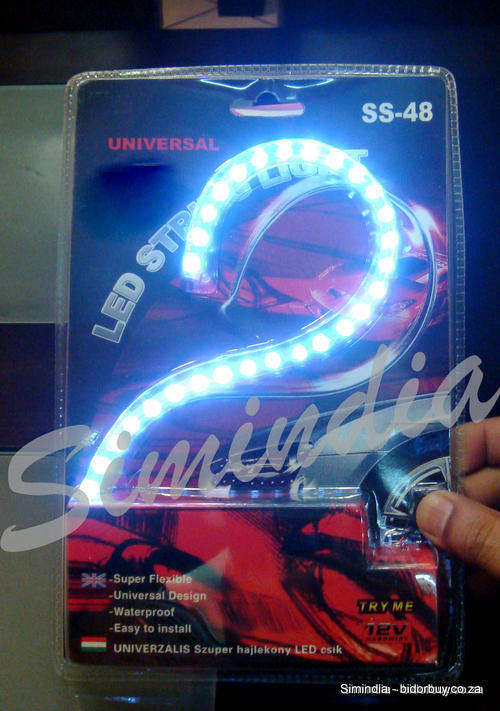 SS-48
UNIVERSAL
LED STRING LIGHT
Simindia
-Super Flexible
-Universal Design
-Waterproof
-Easy to install
UNIVERZALIS Szuper hajlekony LED csik
TRY ME
12V
Simindia - bidorbuy.co.za